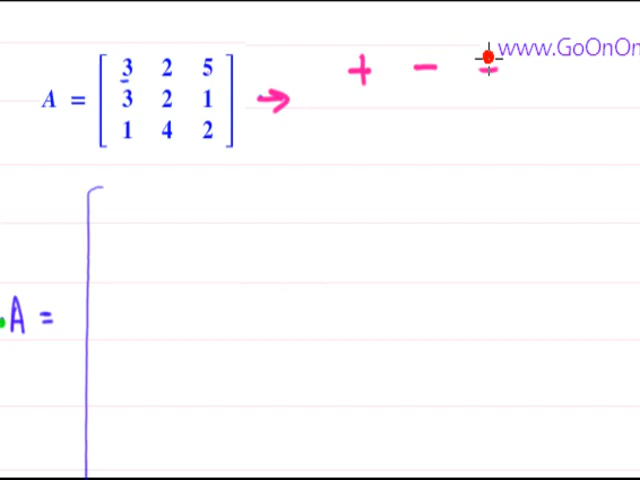 www.GoOnOn
A = [ 3 2 5
3 2 1
1 4 2 ] → + −
A = [